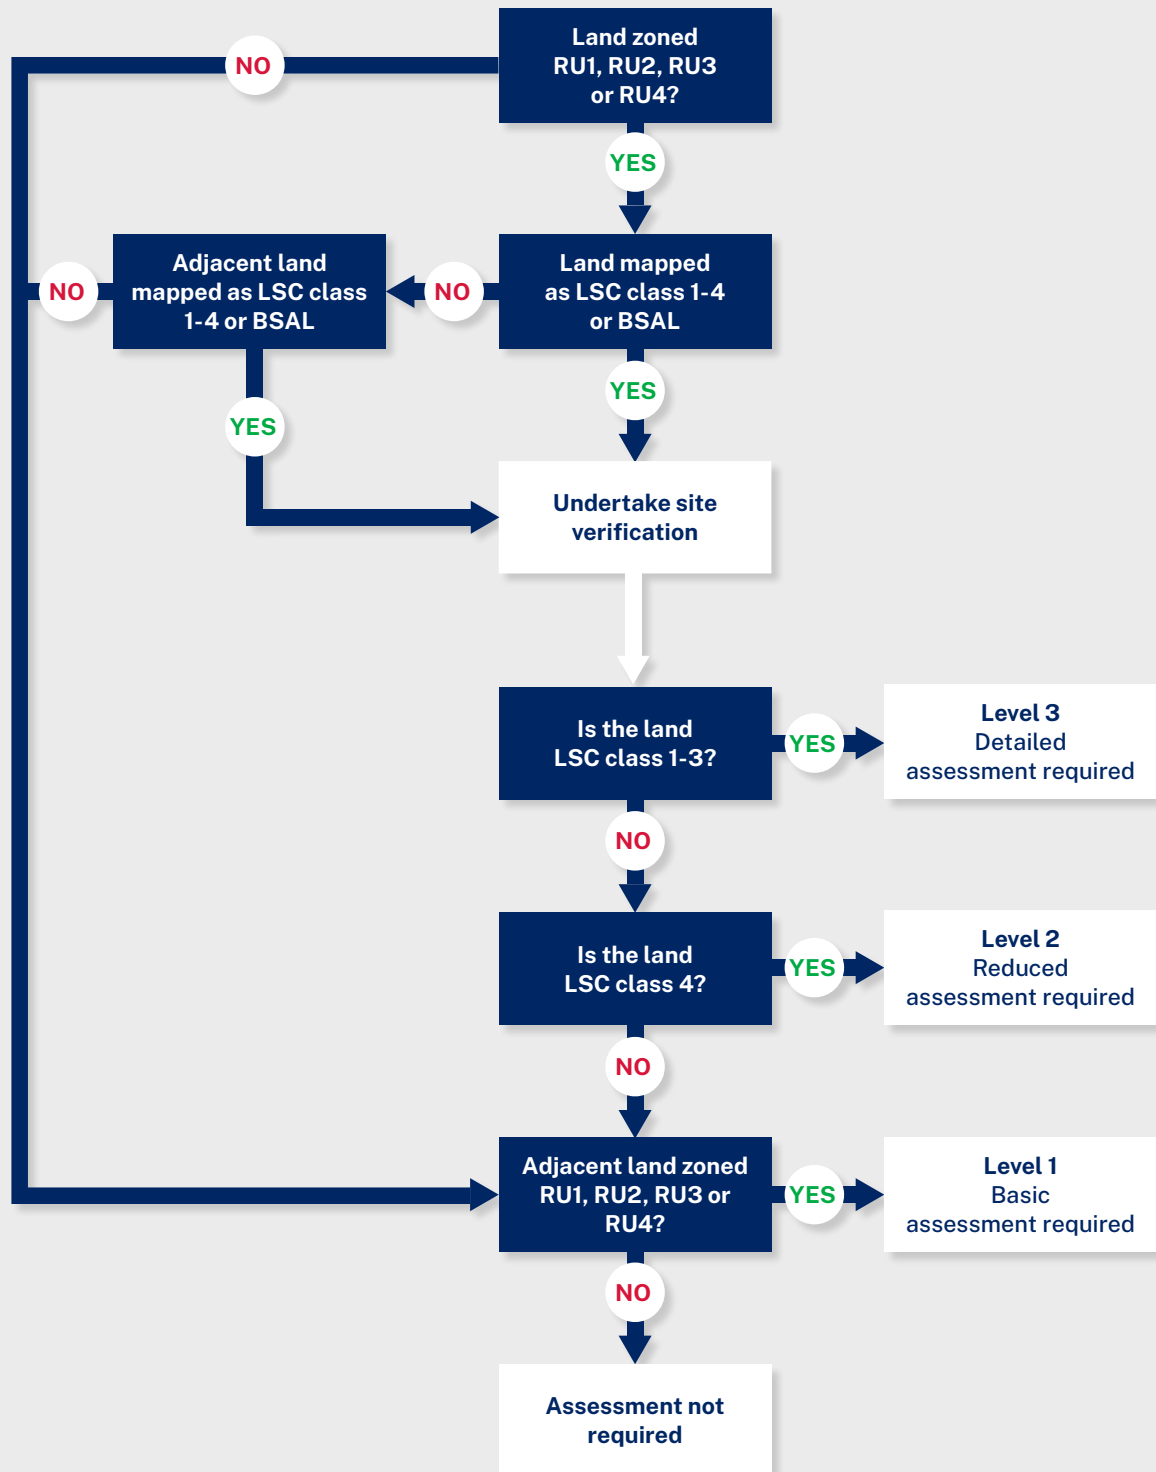 Land zoned
RU1, RU2, RU3
or RU4?
NO
YES
Adjacent land
mapped as LSC class
1-4 or BSAL
Land mapped
as LSC class 1-4
or BSAL
NO
NO
YES
YES
Undertake site
verification
Is the land
LSC class 1-3?
YES
Level 3
Detailed
assessment required
NO
Is the land
LSC class 4?
YES
Level 2
Reduced
assessment required
NO
Adjacent land zoned
RU1, RU2, RU3 or
RU4?
YES
Level 1
Basic
assessment required
NO
Assessment not
required